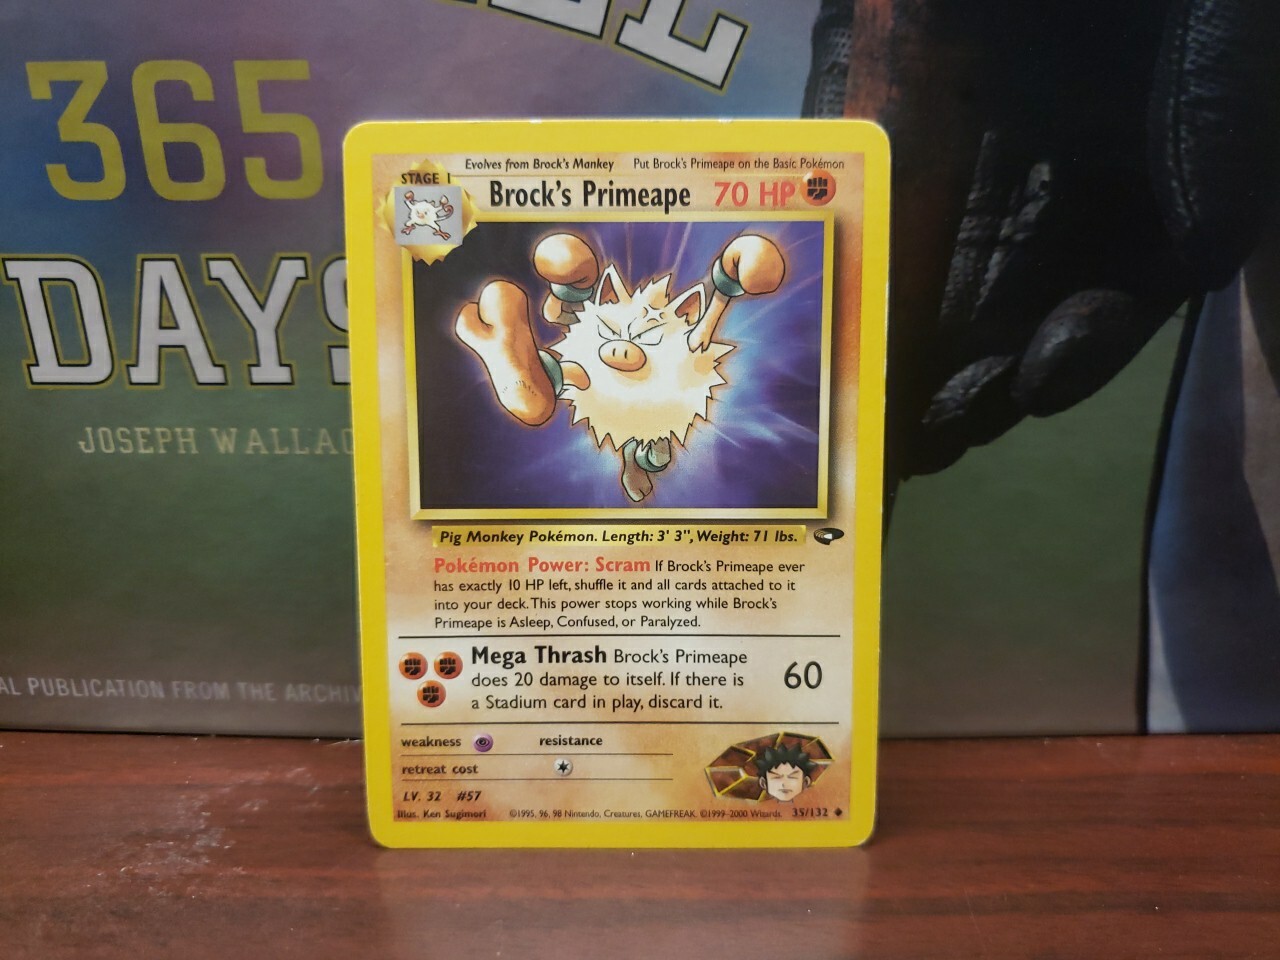 365
DAYS
JOSEPH WALLAC
AL PUBLICATION FROM THE ARCHIV
Evolves from Brock's Mankey Put Brock's Primeape on the Basic Pokémon
STAGE 1
Brock's Primeape 70 HP
Pig Monkey Pokémon. Length: 3' 3", Weight: 71 lbs.
Pokémon Power: Scram If Brock's Primeape ever
has exactly 10 HP left, shuffle it and all cards attached to it
into your deck. This power stops working while Brock's
Primeape is Asleep, Confused, or Paralyzed.
Mega Thrash Brock's Primeape
does 20 damage to itself. If there is
a Stadium card in play, discard it.
60
weakness resistance
retreat cost
LV. 32 #57
Illus. Ken Sugimori ©1995, 96, 98 Nintendo, Creatures, GAMEFREAK. ©1999-2000 Wizards. 35/132